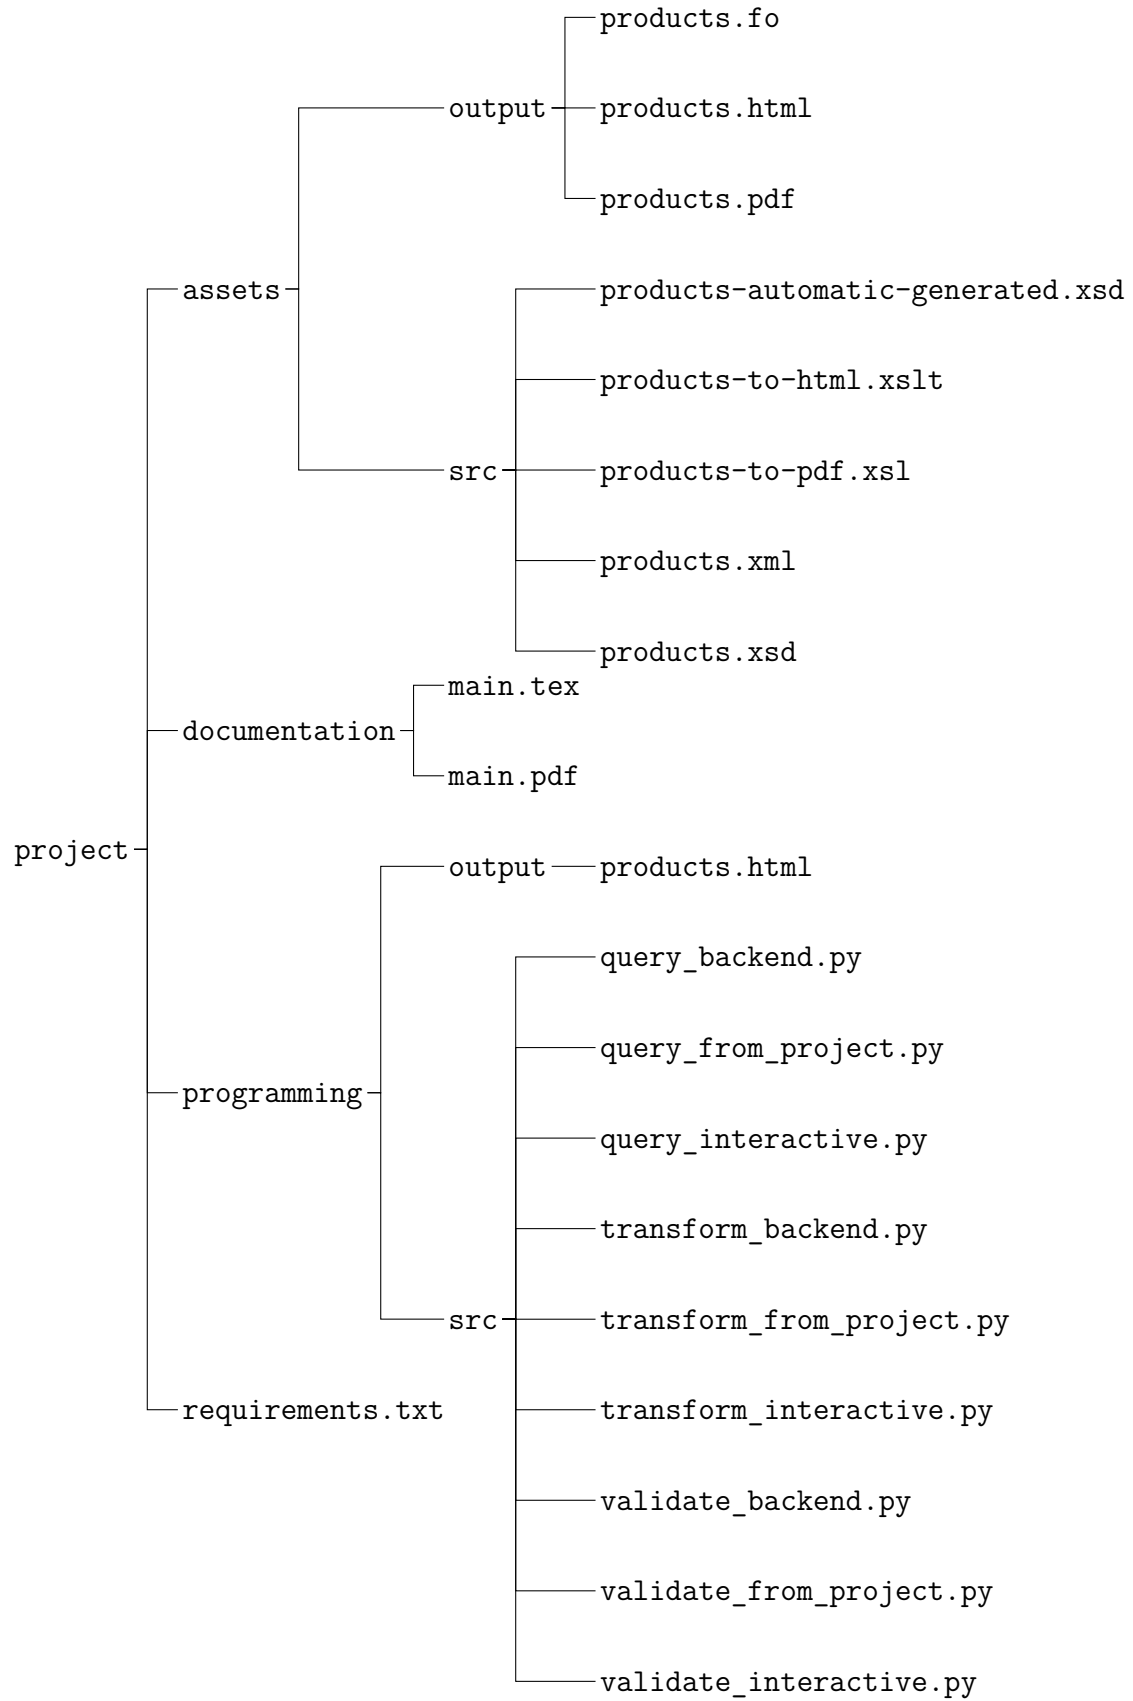 products.fo
output
products.html
products.pdf
assets
products-automatic-generated.xsd
products-to-html.xslt
src
products-to-pdf.xsl
products.xml
products.xsd
main.tex
documentation
main.pdf
project
output
products.html
query_backend.py
query_from_project.py
programming
query_interactive.py
transform_backend.py
src
transform_from_project.py
requirements.txt
transform_interactive.py
validate_backend.py
validate_from_project.py
validate_interactive.py